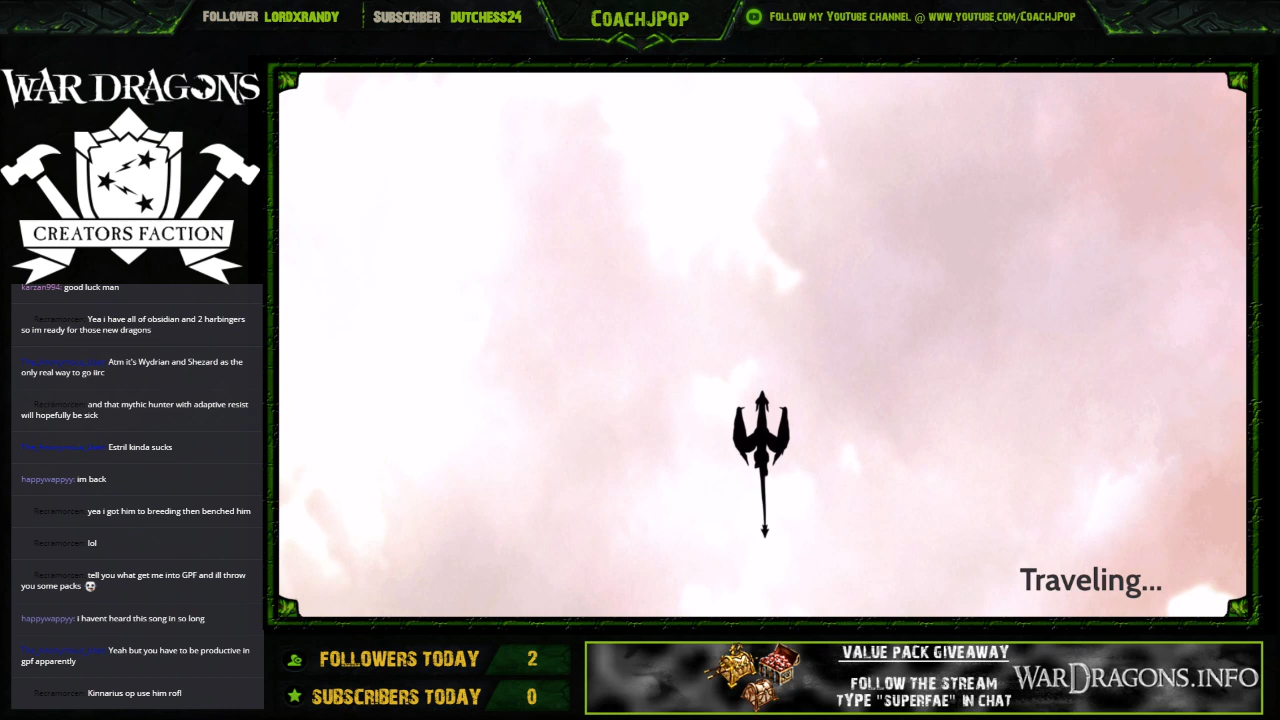 FOLLOWER LORDXRANDY
SUBSCRIBER DUTCHESS24
COACHJPOP
FOLLOW MY YOUTUBE CHANNEL @ WWW.YOUTUBE.COM/COACHJPOP
WAR DRAGONS
CREATORS FACTION
karzan994: good luck man
Recramorcen: Yea i have all of obsidian and 2 harbingers
so im ready for those new dragons
Atm it's Wydrian and Shezard as the
only real way to go iirc
Recramorcen: and that mythic hunter with adaptive resist
will hopefully be sick
Estril kinda sucks
happywappyy: im back
Recramorcen: yea i got him to breeding then benched him
Recramorcen: lol
Recramorcen: tell you what get me into GPF and ill throw
you some packs
happywappyy: i havent heard this song in so long
Yeah but you have to be productive in
gpf apparently
Recramorcen: Kinnarius op use him rofl
Traveling...
FOLLOWERS TODAY 2
SUBSCRIBERS TODAY 0
VALUE PACK GIVEAWAY
FOLLOW THE STREAM
TYPE "SUPERFAE" IN CHAT
WARDRAGONS.INFO